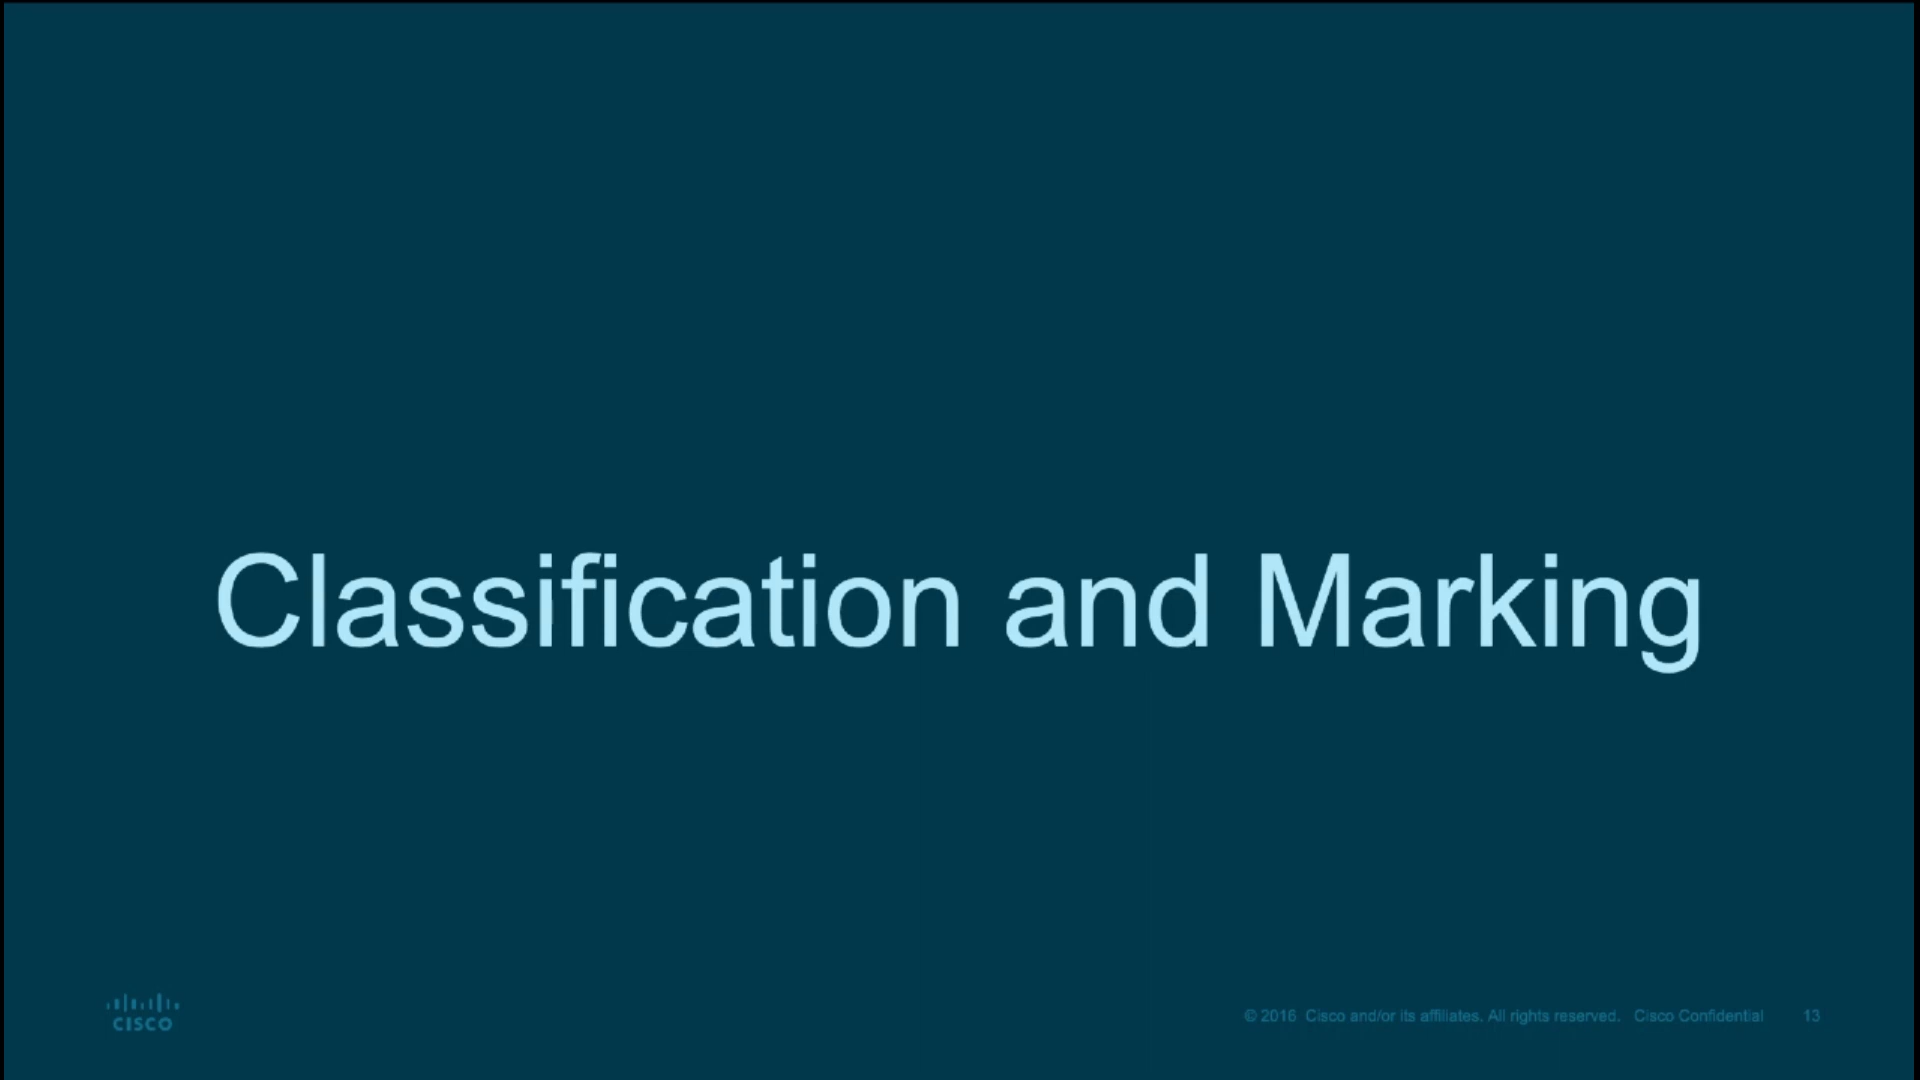 Classification and Marking
CISCO
© 2016 Cisco and/or its affiliates. All rights reserved. Cisco Confidential 13